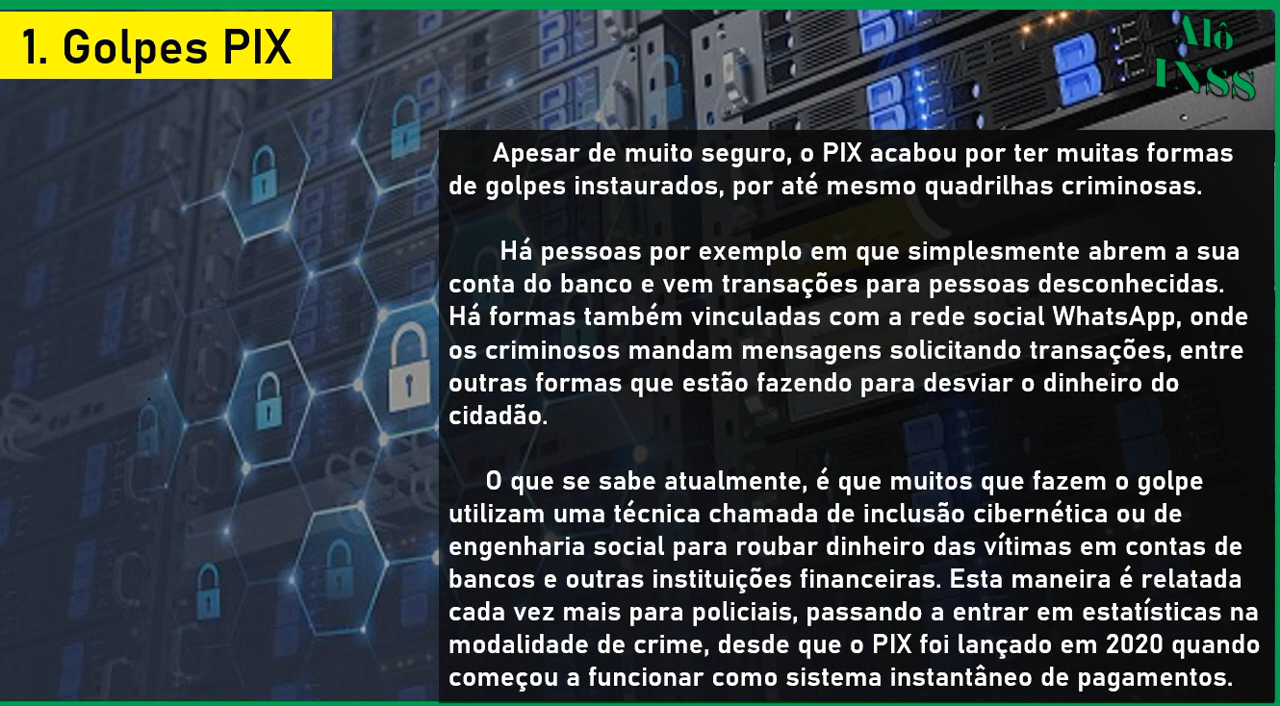 1. Golpes PIX
Alô
INSS
Apesar de muito seguro, o PIX acabou por ter muitas formas
de golpes instaurados, por até mesmo quadrilhas criminosas.
Há pessoas por exemplo em que simplesmente abrem a sua
conta do banco e vem transações para pessoas desconhecidas.
Há formas também vinculadas com a rede social WhatsApp, onde
os criminosos mandam mensagens solicitando transações, entre
outras formas que estão fazendo para desviar o dinheiro do
cidadão.
O que se sabe atualmente, é que muitos que fazem o golpe
utilizam uma técnica chamada de inclusão cibernética ou de
engenharia social para roubar dinheiro das vítimas em contas de
bancos e outras instituições financeiras. Esta maneira é relatada
cada vez mais para policiais, passando a entrar em estatísticas na
modalidade de crime, desde que o PIX foi lançado em 2020 quando
começou a funcionar como sistema instantâneo de pagamentos.